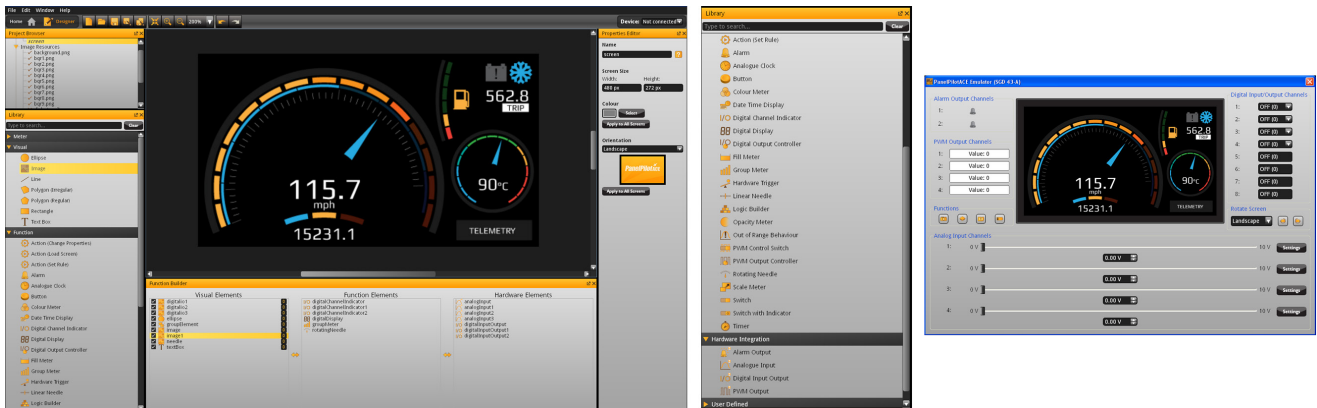 File Edit Window Help
Home Designer 200% Device: Not connected
Project Browser
screen
Image Resources
background.png
bqr1.png
bqr2.png
bqr3.png
bqr4.png
bqr5.png
bqr6.png
bqr7.png
bqr8.png
bqr9.png
Library
Type to search... Clear
Meter
Visual
Ellipse
Image
Line
Polygon (Irregular)
Polygon (Regular)
Rectangle
Text Box
Function
Action (Change Properties)
Action (Load Screen)
Action (Set Rule)
Alarm
Analogue Clock
Button
Colour Meter
Date Time Display
Digital Channel Indicator
Digital Display
Digital Output Controller
Fill Meter
Group Meter
Hardware Trigger
Linear Needle
Logic Builder
562.8
TRIP
115.7
mph
15231.1
90°C
TELEMETRY
Function Builder
Visual Elements
digitalio1
digitalio2
digitalio3
ellipse
groupElement
image
image1
needle
textBox
Function Elements
digitalChannelIndicator
digitalChannelIndicator1
digitalChannelIndicator2
digitalDisplay
groupMeter
rotatingNeedle
Hardware Elements
analogInput
analogInput1
analogInput2
analogInput3
digitalInputOutput
digitalInputOutput1
digitalInputOutput2
Properties Editor
Name
screen
Screen Size
Width: Height:
480 px 272 px
Colour
Select
Apply to All Screens
Orientation
Landscape
PanelPilotACE
Apply to All Screens
Library
Type to search... Clear
Action (Set Rule)
Alarm
Analogue Clock
Button
Colour Meter
Date Time Display
Digital Channel Indicator
Digital Display
Digital Output Controller
Fill Meter
Group Meter
Hardware Trigger
Linear Needle
Logic Builder
Opacity Meter
Out of Range Behaviour
PWM Control Switch
PWM Output Controller
Rotating Needle
Scale Meter
Switch
Switch with Indicator
Timer
Hardware Integration
Alarm Output
Analogue Input
Digital Input Output
PWM Output
User Defined
PanelPilotACE Emulator (SGD 43-A)
Alarm Output Channels
1:
2:
PWM Output Channels
1: Value: 0
2: Value: 0
3: Value: 0
4: Value: 0
Functions
562.8
TRIP
115.7
mph
15231.1
90°C
TELEMETRY
Digital Input/Output Channels
1: OFF (0)
2: OFF (0)
3: OFF (0)
4: OFF (0)
5: OFF (0)
6: OFF (0)
7: OFF (0)
8: OFF (0)
Rotate Screen
Landscape
Analog Input Channels
1: 0 V 10 V Settings
0.00 V
2: 0 V 10 V Settings
0.00 V
3: 0 V 10 V Settings
0.00 V
4: 0 V 10 V Settings
0.00 V